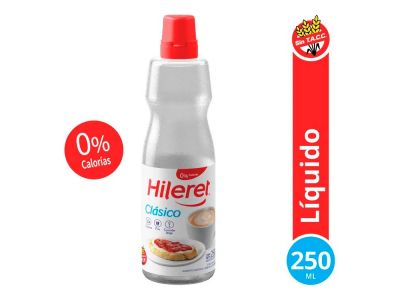 Sin T.A.C.C.
0%
Calorías
Hileret
Clásico
Líquido
250
ML